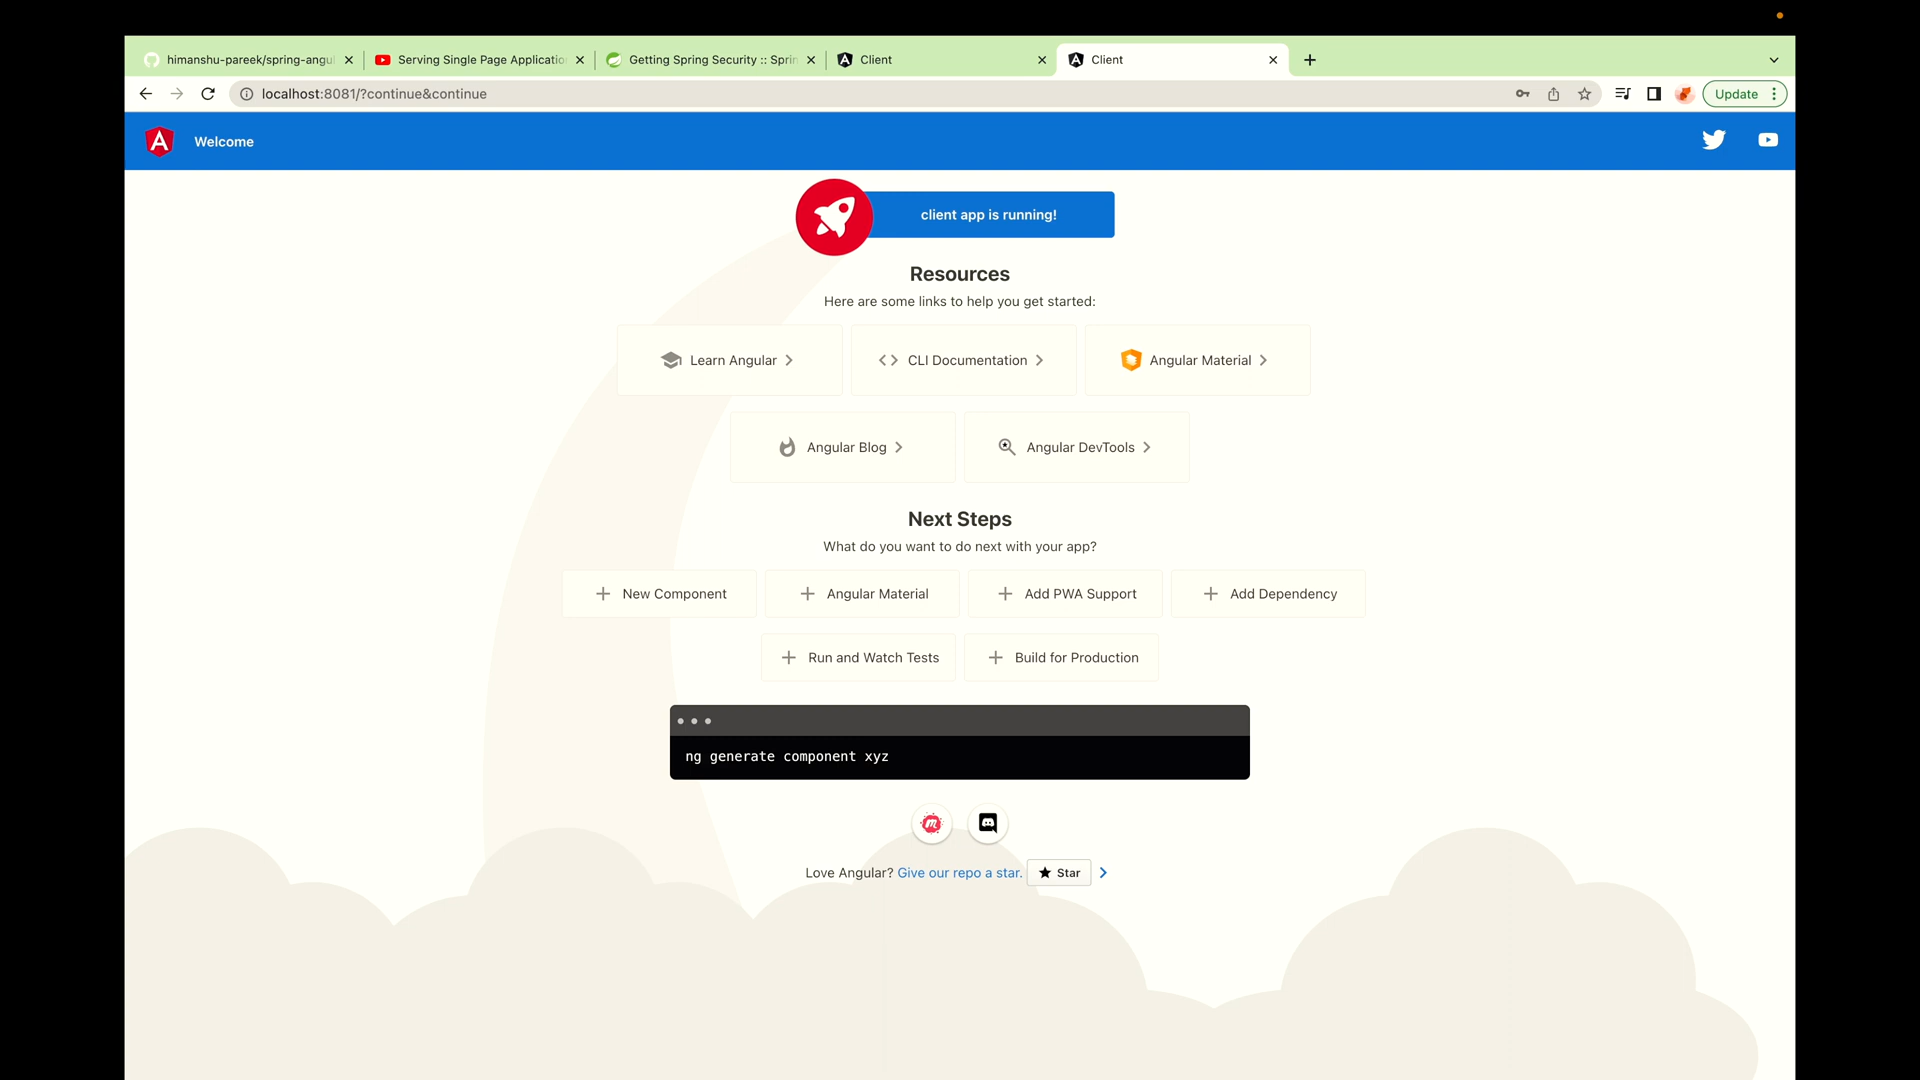 himanshu-pareek/spring-angul
Serving Single Page Applicatio
Getting Spring Security :: Sprin
Client
Client
localhost:8081/?continue&continue
Update
Welcome
client app is running!
Resources
Here are some links to help you get started:
Learn Angular
CLI Documentation
Angular Material
Angular Blog
Angular DevTools
Next Steps
What do you want to do next with your app?
New Component
Angular Material
Add PWA Support
Add Dependency
Run and Watch Tests
Build for Production
ng generate component xyz
Love Angular? Give our repo a star. Star